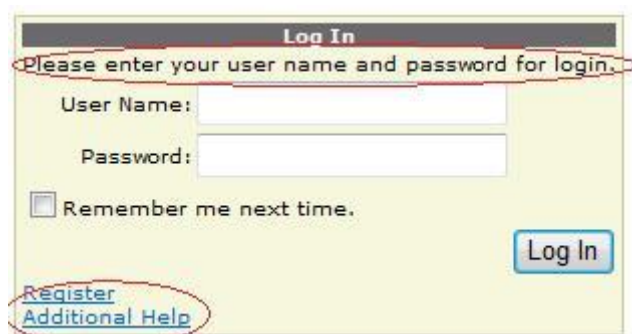 Log In
Please enter your user name and password for login.
User Name:
Password:
Remember me next time.
Log In
Register
Additional Help